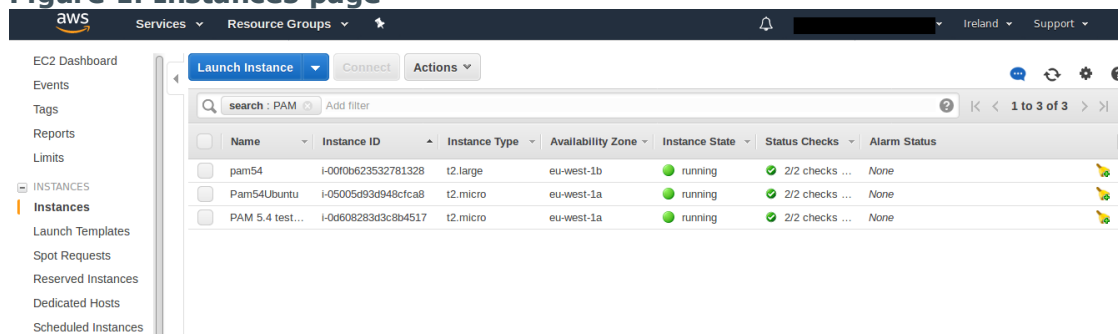 Figure 1. Instances page
aws Services Resource Groups Ireland Support
EC2 Dashboard
Events
Tags
Reports
Limits
INSTANCES
Instances
Launch Templates
Spot Requests
Reserved Instances
Dedicated Hosts
Scheduled Instances
Launch Instance Connect Actions
search : PAM Add filter 1 to 3 of 3
Name Instance ID Instance Type Availability Zone Instance State Status Checks Alarm Status
pam54 i-00f0b623532781328 t2.large eu-west-1b running 2/2 checks ... None
Pam54Ubuntu i-05005d93d948cfca8 t2.micro eu-west-1a running 2/2 checks ... None
PAM 5.4 test... i-0d608283d3c8b4517 t2.micro eu-west-1a running 2/2 checks ... None